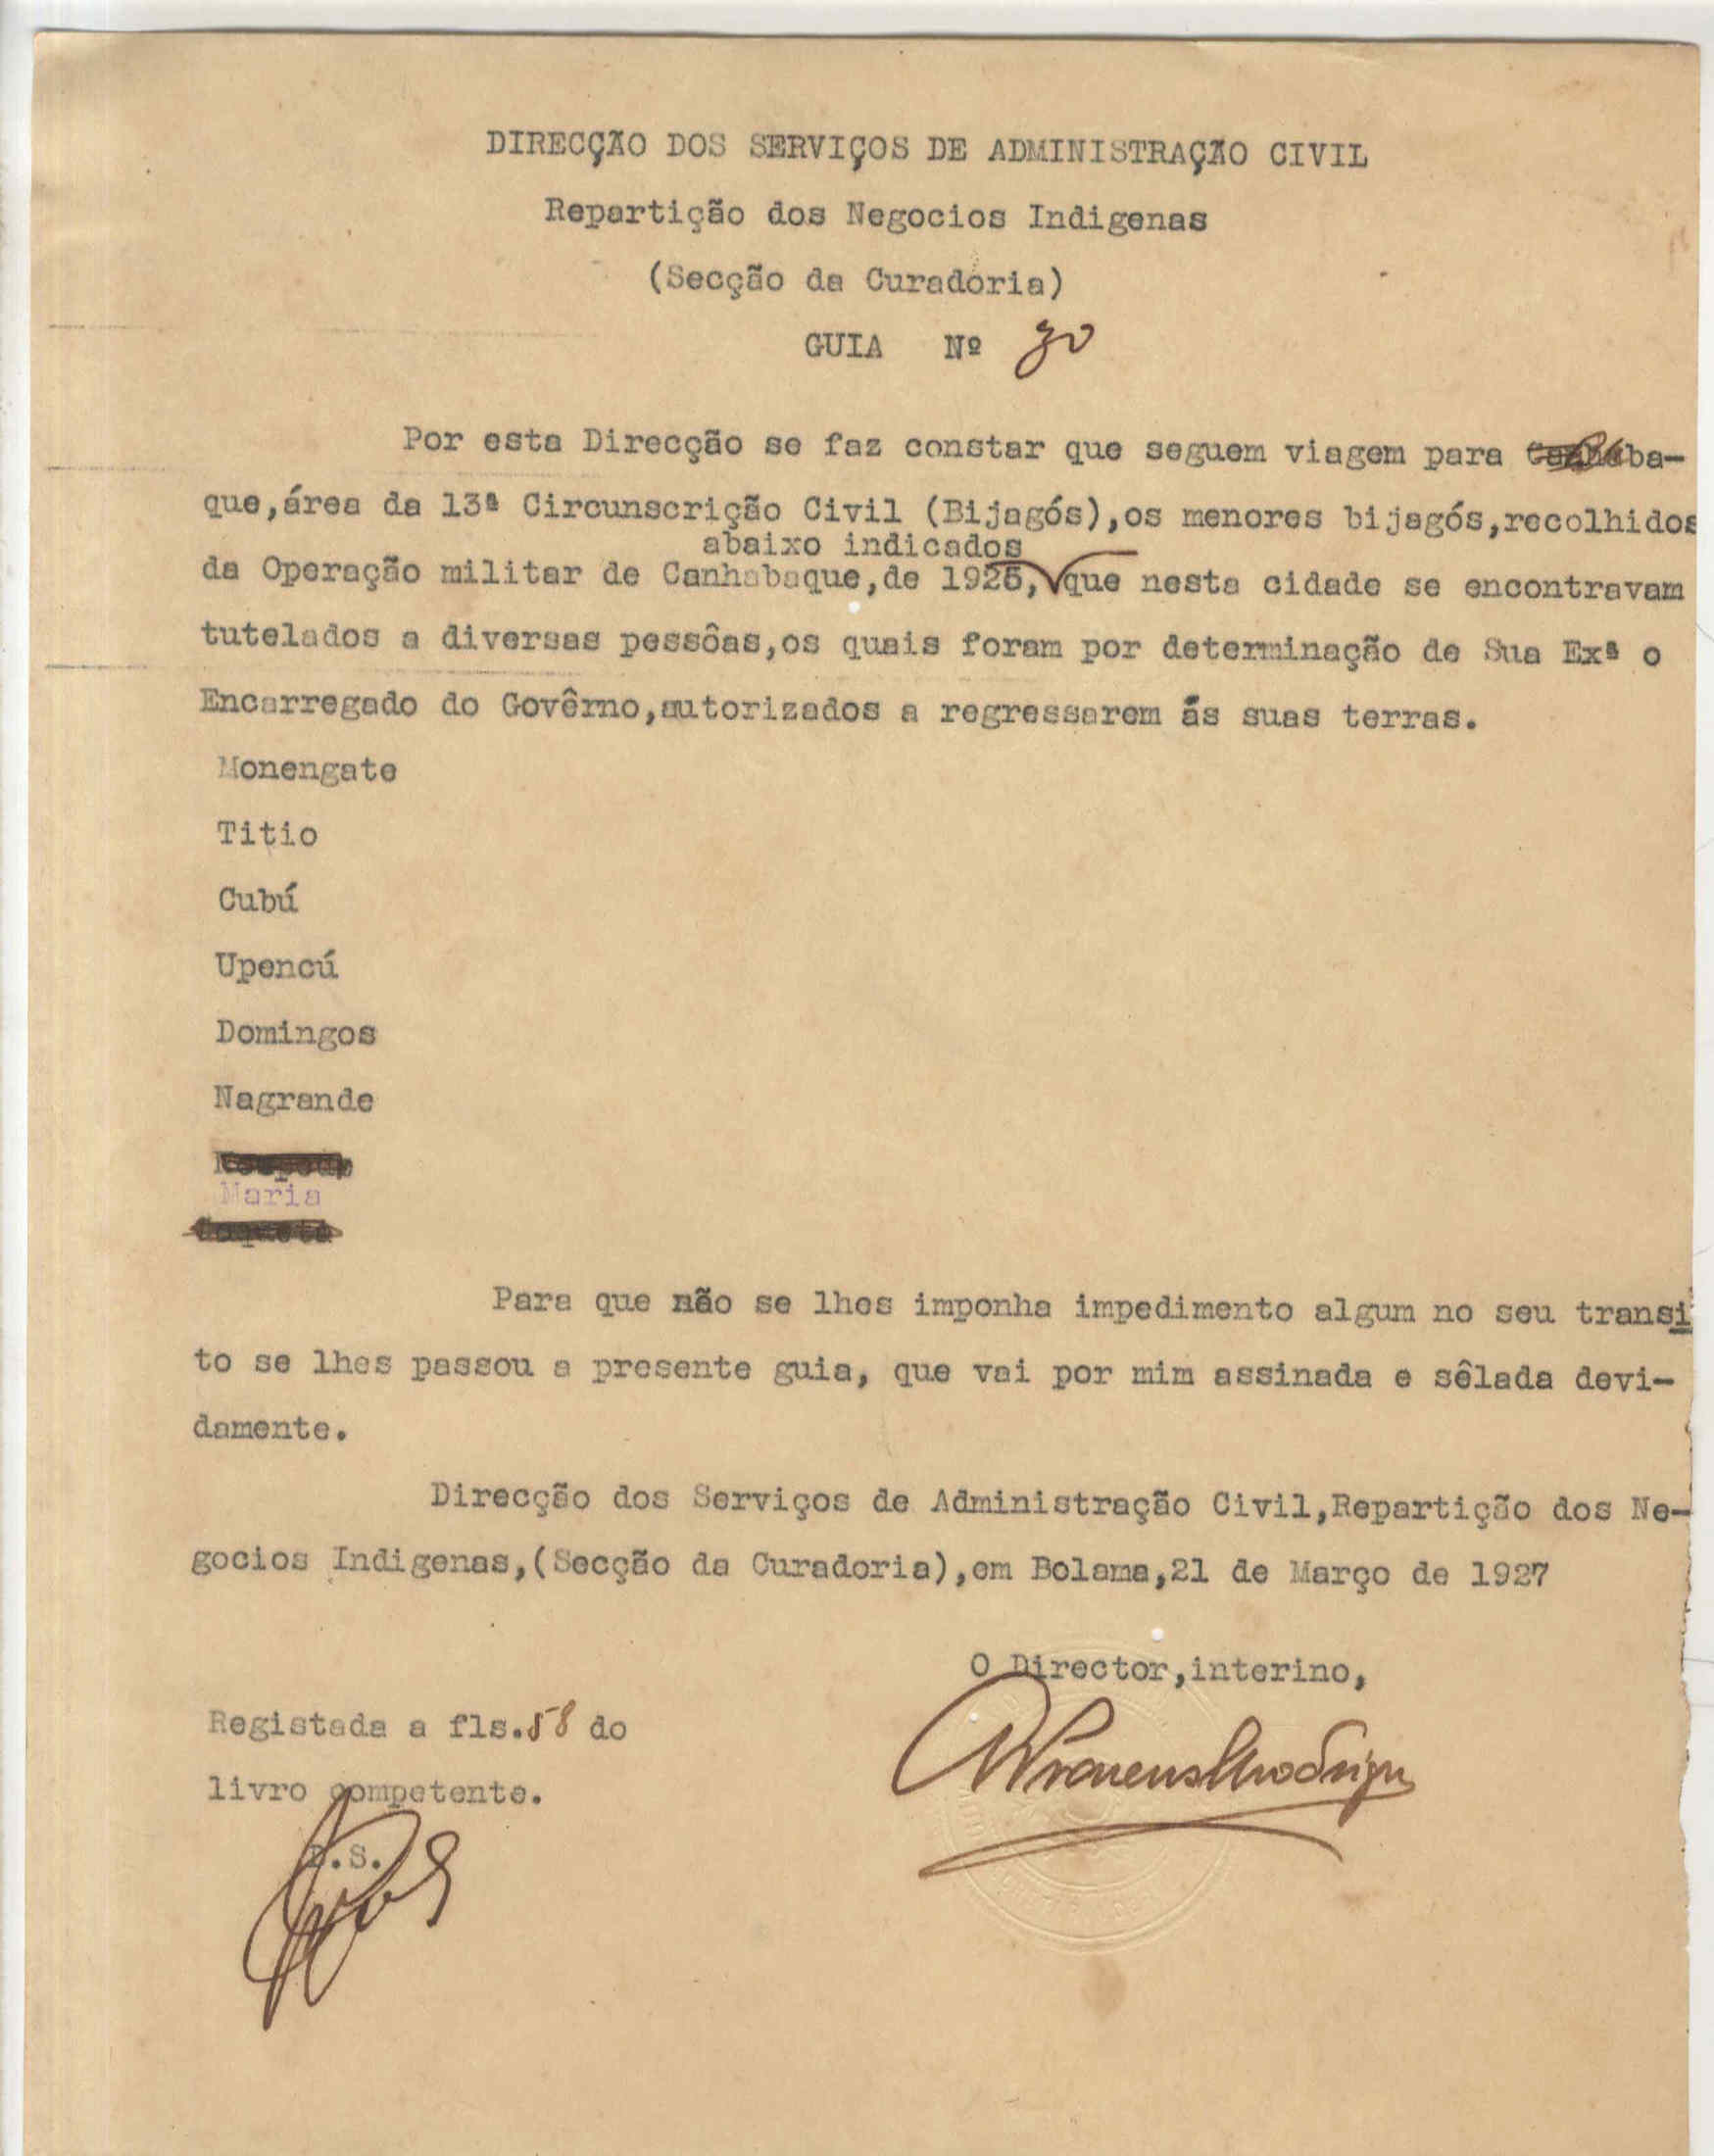 DIRECÇÃO DOS SERVIÇOS DE ADMINISTRAÇÃO CIVIL
Repartição dos Negocios Indigenas
(Secção da Curadoria)
GUIA Nº 30
Por esta Direcção se faz constar que seguem viagem para Canhaba-
que,área da 13ª Circunscrição Civil (Bijagós),os menores bijagós,recolhidos
abaixo indicados
da Operação militar de Canhabaque,de 1925, que nesta cidade se encontravam
tutelados a diversas pessôas,os quais foram por determinação de Sua Exª o
Encarregado do Govêrno,autorizados a regressarem ás suas terras.
Monengate
Titio
Cubú
Upencú
Domingos
Nagrande
Maria
Para que não se lhes imponha impedimento algum no seu transi
to se lhes passou a presente guia, que vai por mim assinada e sêlada devi-
damente.
Direcção dos Serviços de Administração Civil,Repartição dos Ne-
gocios Indigenas,(Secção da Curadoria),em Bolama,21 de Março de 1927
O Director,interino,
Registada a fls.58 do
livro competente.